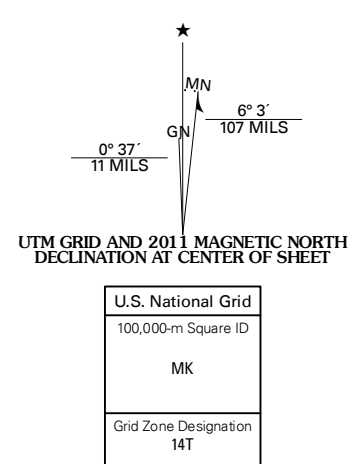 MN
GN
6° 3´
107 MILS
0° 37´
11 MILS
UTM GRID AND 2011 MAGNETIC NORTH
DECLINATION AT CENTER OF SHEET
U.S. National Grid
100,000-m Square ID
MK
Grid Zone Designation
14T